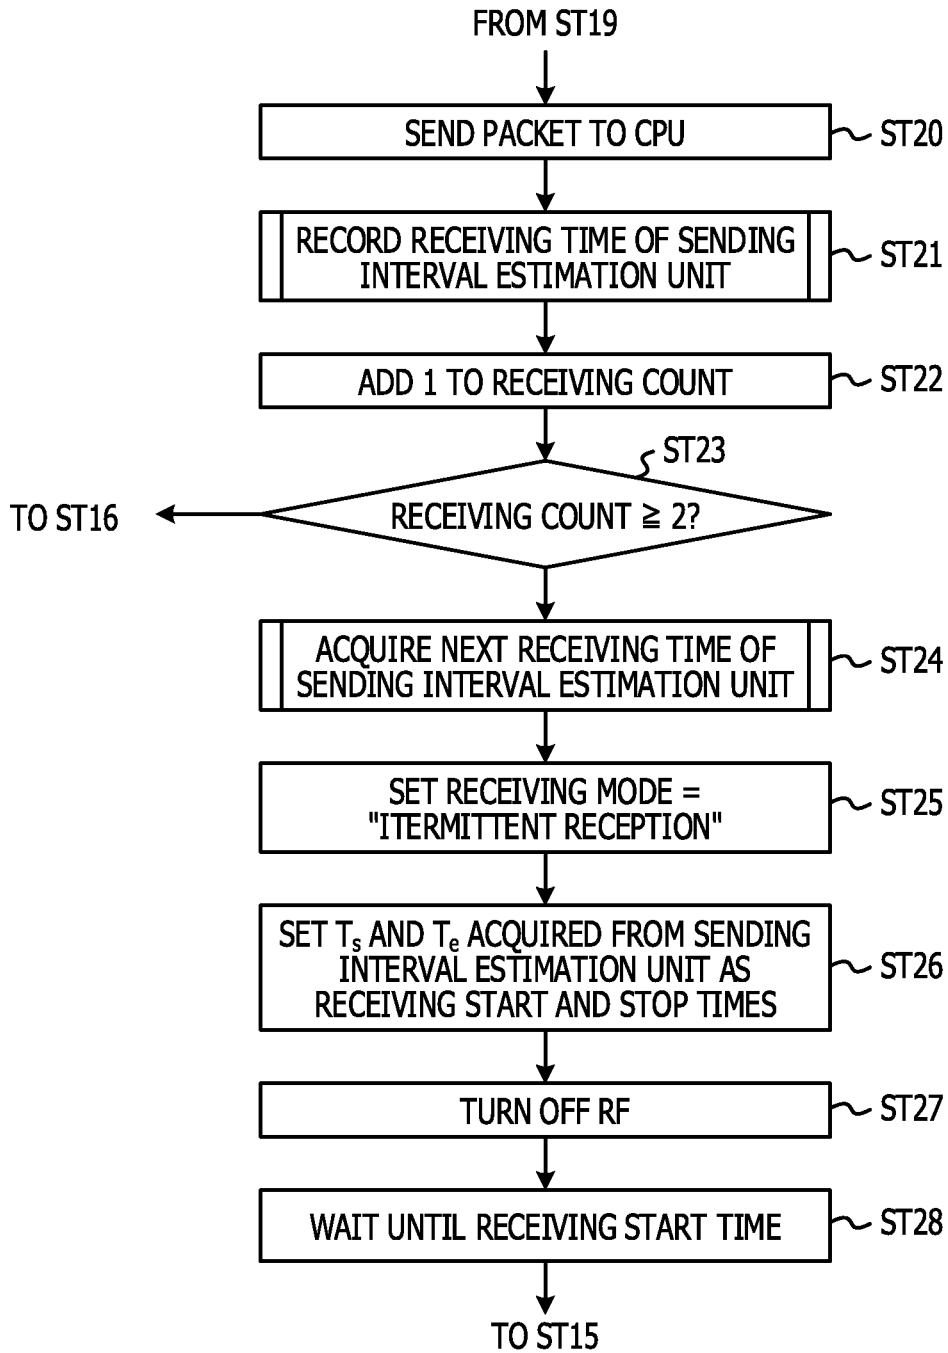 FROM ST19
SEND PACKET TO CPU
ST20
RECORD RECEIVING TIME OF SENDING
INTERVAL ESTIMATION UNIT
ST21
ADD 1 TO RECEIVING COUNT
ST22
ST23
RECEIVING COUNT ≧ 2?
TO ST16
ACQUIRE NEXT RECEIVING TIME OF
SENDING INTERVAL ESTIMATION UNIT
ST24
SET RECEIVING MODE =
"ITERMITTENT RECEPTION"
ST25
SET Ts AND Te ACQUIRED FROM SENDING
INTERVAL ESTIMATION UNIT AS
RECEIVING START AND STOP TIMES
ST26
TURN OFF RF
ST27
WAIT UNTIL RECEIVING START TIME
ST28
TO ST15